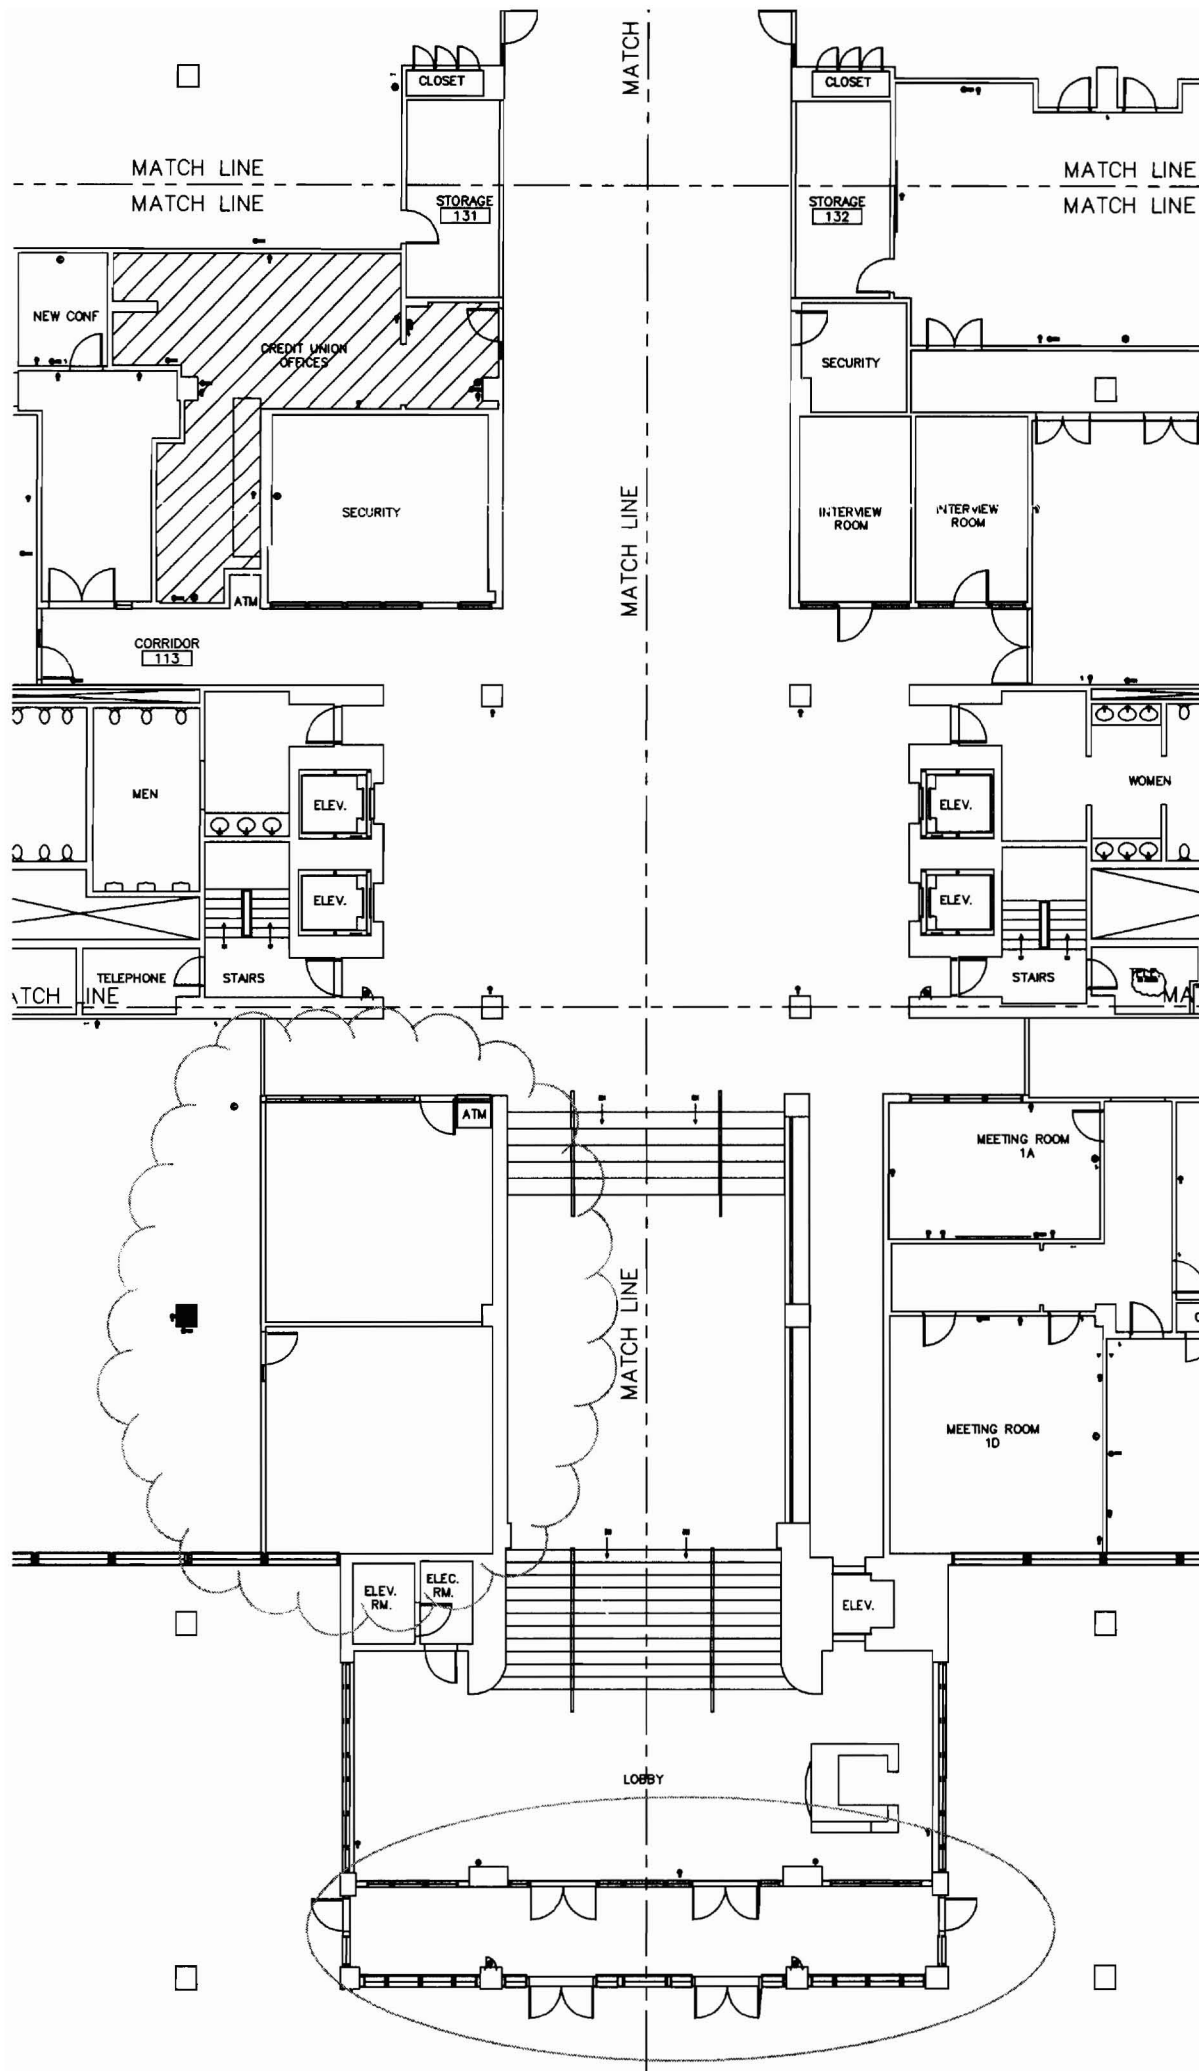 MATCH
CLOSET
CLOSET
MATCH LINE
MATCH LINE
MATCH LINE
MATCH LINE
STORAGE
131
STORAGE
132
NEW CONF
CREDIT UNION
OFFICES
SECURITY
SECURITY
INTERVIEW
ROOM
INTERVIEW
ROOM
MATCH LINE
ATM
CORRIDOR
113
MEN
ELEV.
ELEV.
WOMEN
ELEV.
ELEV.
TELEPHONE
STAIRS
STAIRS
TELE
ATCH LINE
MA
ATM
MEETING ROOM
1A
MATCH LINE
MEETING ROOM
1D
ELEV.
RM.
ELEC.
RM.
ELEV.
LOBBY